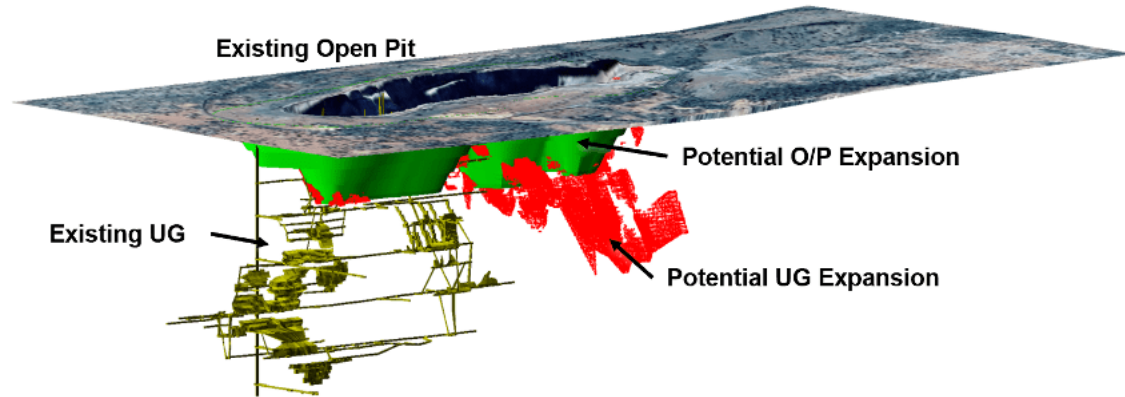 Existing Open Pit
Potential O/P Expansion
Existing UG
Potential UG Expansion